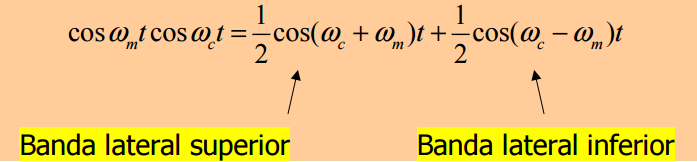 cos ω_m t cos ω_c t = 1/2 cos(ω_c + ω_m)t + 1/2 cos(ω_c − ω_m)t
Banda lateral superior Banda lateral inferior